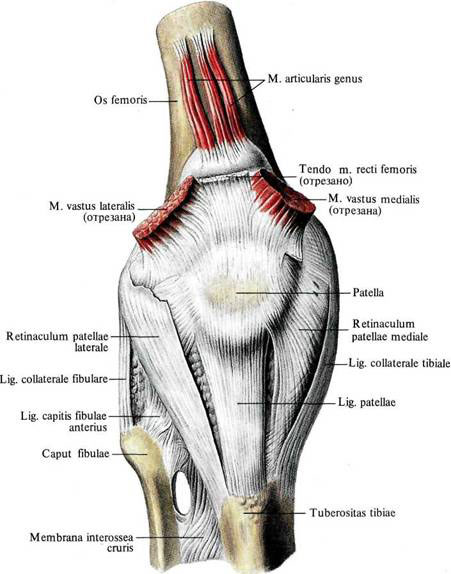 M. articularis genus
Os femoris
Tendo m. recti femoris
(отрезано)
M. vastus lateralis
(отрезана)
M. vastus medialis
(отрезана)
Patella
Retinaculum patellae
laterale
Retinaculum
patellae mediale
Lig. collaterale tibiale
Lig. collaterale fibulare
Lig. patellae
Lig. capitis fibulae
anterius
Caput fibulae
Tuberositas tibiae
Membrana interossea
cruris